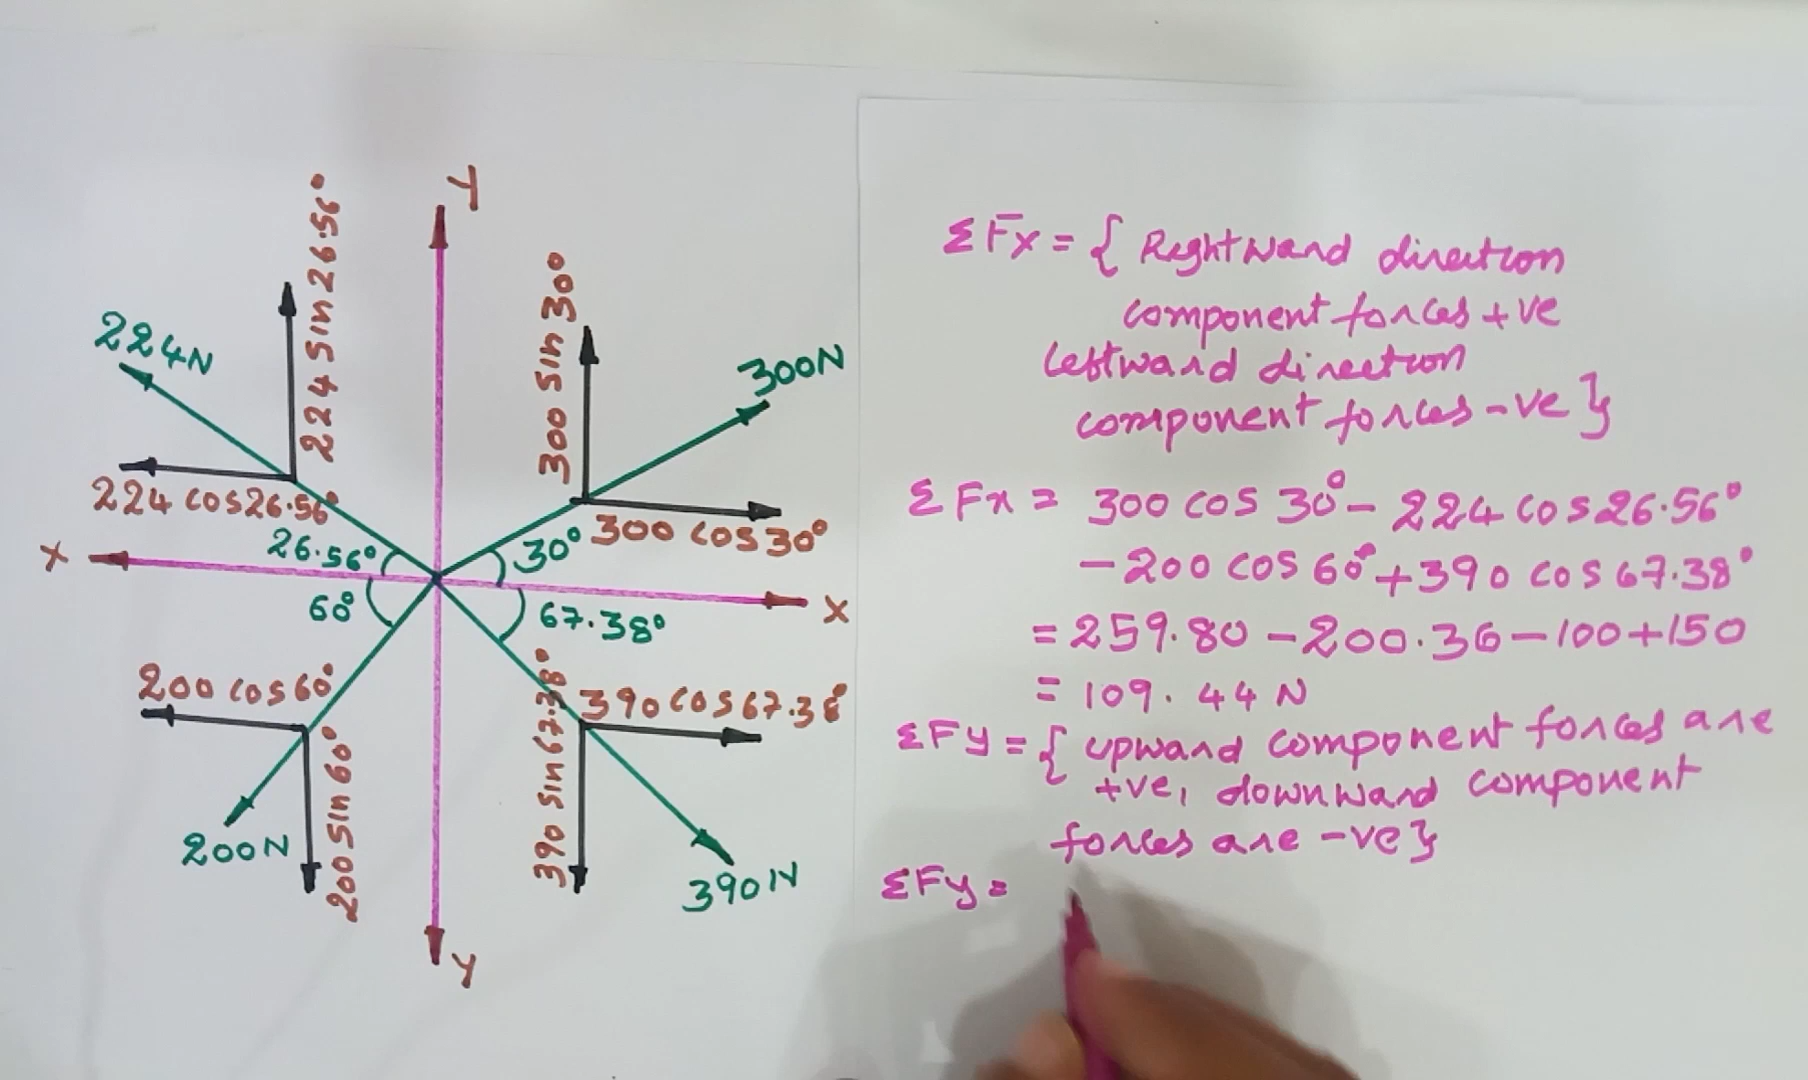 Y
224 sin 26.56°
300 sin 30°
224N
300N
224 cos 26.56°
300 cos 30°
26.56°
30°
X
X
60°
67.38°
200 cos 60°
390 cos 67.38°
200 sin 60°
390 sin 67.38°
200N
390N
Y
ΣFx = { Rightward direction
component forces +ve
Leftward direction
component forces -ve }
ΣFx = 300 cos 30° - 224 cos 26.56°
- 200 cos 60° + 390 cos 67.38°
= 259.80 - 200.36 - 100 + 150
= 109.44 N
ΣFy = { upward component forces are
+ve, downward component
forces are -ve }
ΣFy =